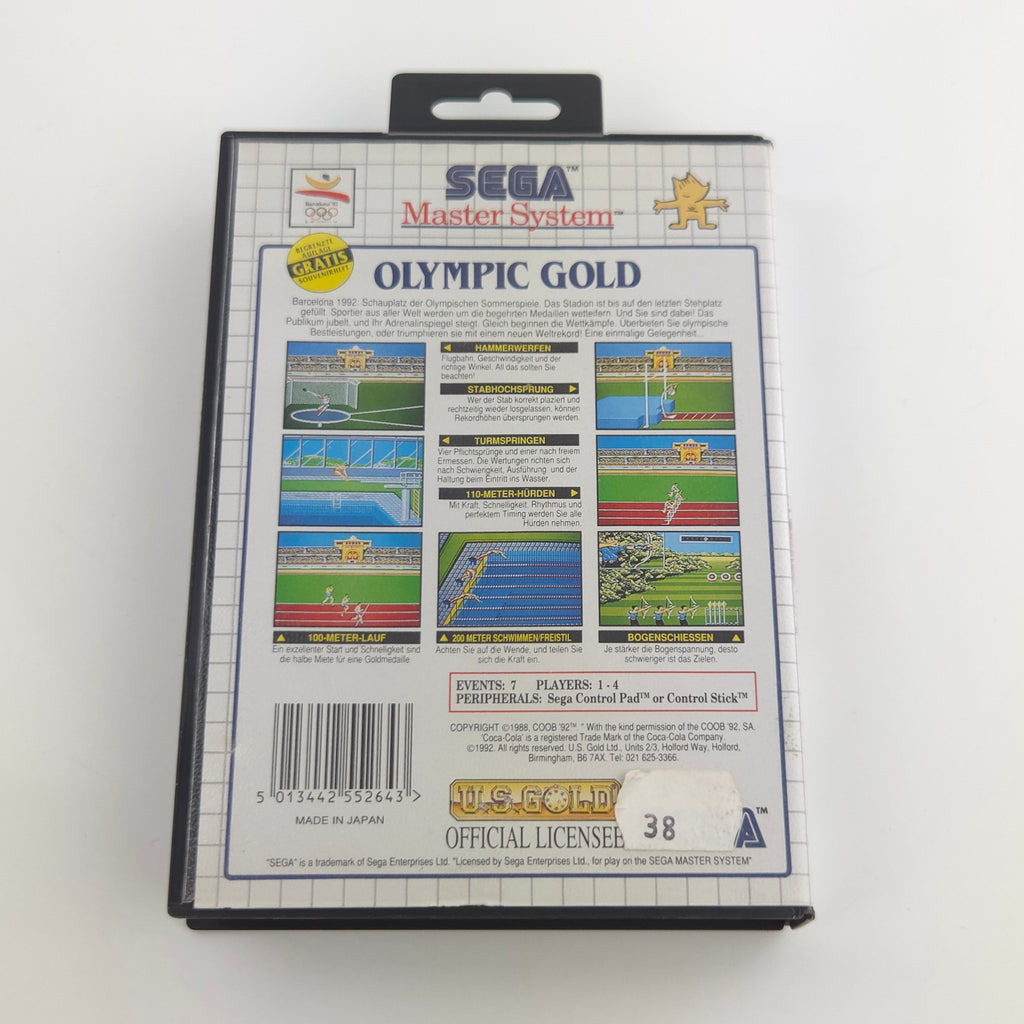 SEGA™
Master System™
Barcelona'92
BEGRENZTE
AUFLAGE
GRATIS
SOUVENIRHEFT
OLYMPIC GOLD
Barcelona 1992: Schauplatz der Olympischen Sommerspiele. Das Stadion ist bis auf den letzten Stehplatz
gefüllt. Sportler aus aller Welt werden um die begehrten Medaillen wetteifern. Und Sie sind dabei! Das
Publikum jubelt, und Ihr Adrenalinspiegel steigt. Gleich beginnen die Wettkämpfe. Überbieten Sie olympische
Bestleistungen, oder triumphieren sie mit einem neuen Weltrekord! Eine einmalige Gelegenheit...
◀ HAMMERWERFEN
Flugbahn, Geschwindigkeit und der
richtige Winkel. All das sollten Sie
beachten!
STABHOCHSPRUNG ▶
Wer der Stab korrekt plaziert und
rechtzeitig wieder losgelassen, können
Rekordhöhen übersprungen werden.
◀ TURMSPRINGEN
Vier Pflichtsprünge und einer nach freiem
Ermessen. Die Wertungen richten sich
nach Schwierigkeit, Ausführung und der
Haltung beim Eintritt ins Wasser.
110-METER-HÜRDEN ▶
Mit Kraft, Schnelligkeit, Rhythmus und
perfektem Timing werden Sie alle
Hürden nehmen.
▲ 100-METER-LAUF
Ein exzellenter Start und Schnelligkeit sind
die halbe Miete für eine Goldmedaille
▲ 200 METER SCHWIMMEN/FREISTIL
Achten Sie auf die Wende, und teilen Sie
sich die Kraft ein.
BOGENSCHIESSEN ▲
Je stärker die Bogenspannung, desto
schwieriger ist das Zielen.
EVENTS: 7 PLAYERS: 1 - 4
PERIPHERALS: Sega Control Pad™ or Control Stick™
COPYRIGHT ©1988, COOB '92™. " With the kind permission of the COOB '92, SA.
'Coca-Cola' is a registered Trade Mark of the Coca-Cola Company.
©1992. All rights reserved. U.S. Gold Ltd., Units 2/3, Holford Way, Holford,
Birmingham, B6 7AX. Tel: 021 625-3366.
5 013442 552643 >
MADE IN JAPAN
U.S. GOLD
OFFICIAL LICENSEE
38
A™
"SEGA" is a trademark of Sega Enterprises Ltd. "Licensed by Sega Enterprises Ltd., for play on the SEGA MASTER SYSTEM"